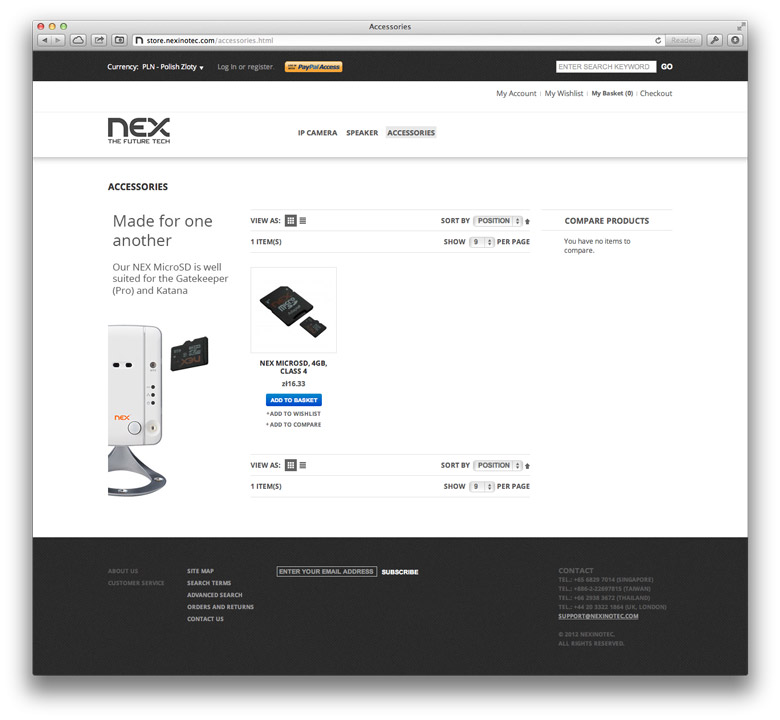 Accessories
store.nexinotec.com/accessories.html
Reader
Currency: PLN - Polish Zloty
Log In or register.
PayPal Access
ENTER SEARCH KEYWORD GO
My Account | My Wishlist | My Basket (0) | Checkout
nex
THE FUTURE TECH
IP CAMERA SPEAKER ACCESSORIES
ACCESSORIES
Made for one
another
Our NEX MicroSD is well
suited for the Gatekeeper
(Pro) and Katana
nex
VIEW AS: SORT BY POSITION
1 ITEM(S) SHOW 9 PER PAGE
NEX MICROSD, 4GB,
CLASS 4
zł16.33
ADD TO BASKET
+ADD TO WISHLIST
+ADD TO COMPARE
VIEW AS: SORT BY POSITION
1 ITEM(S) SHOW 9 PER PAGE
COMPARE PRODUCTS
You have no items to
compare.
ABOUT US
CUSTOMER SERVICE
SITE MAP
SEARCH TERMS
ADVANCED SEARCH
ORDERS AND RETURNS
CONTACT US
ENTER YOUR EMAIL ADDRESS SUBSCRIBE
CONTACT
TEL.: +65 6829 7014 (SINGAPORE)
TEL.: +886-2-22697815 (TAIWAN)
TEL.: +66 2938 3672 (THAILAND)
TEL.: +44 20 3322 1864 (UK, LONDON)
SUPPORT@NEXINOTEC.COM
© 2012 NEXINOTEC.
ALL RIGHTS RESERVED.